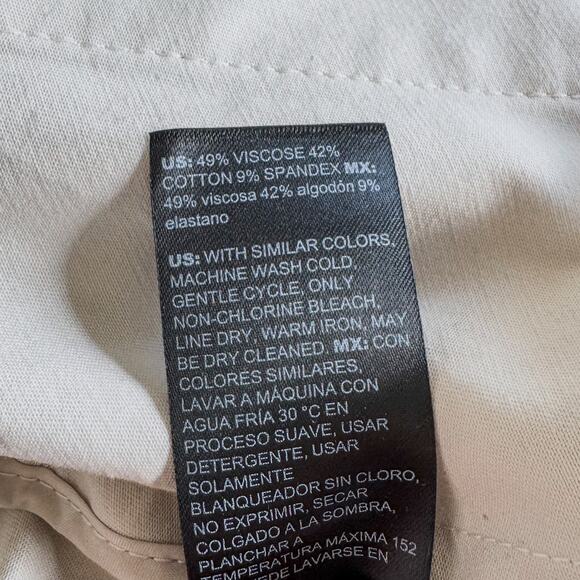 US: 49% VISCOSE 42%
COTTON 9% SPANDEX MX:
49% viscosa 42% algodón 9%
elastano
US: WITH SIMILAR COLORS,
MACHINE WASH COLD,
GENTLE CYCLE, ONLY
NON-CHLORINE BLEACH,
LINE DRY, WARM IRON, MAY
BE DRY CLEANED. MX: CON
COLORES SIMILARES,
LAVAR A MÁQUINA CON
AGUA FRÍA 30 °C EN
PROCESO SUAVE, USAR
DETERGENTE, USAR
SOLAMENTE
BLANQUEADOR SIN CLORO,
NO EXPRIMIR, SECAR
COLGADO A LA SOMBRA,
PLANCHAR A
TEMPERATURA MÁXIMA 152
LAVARSE EN